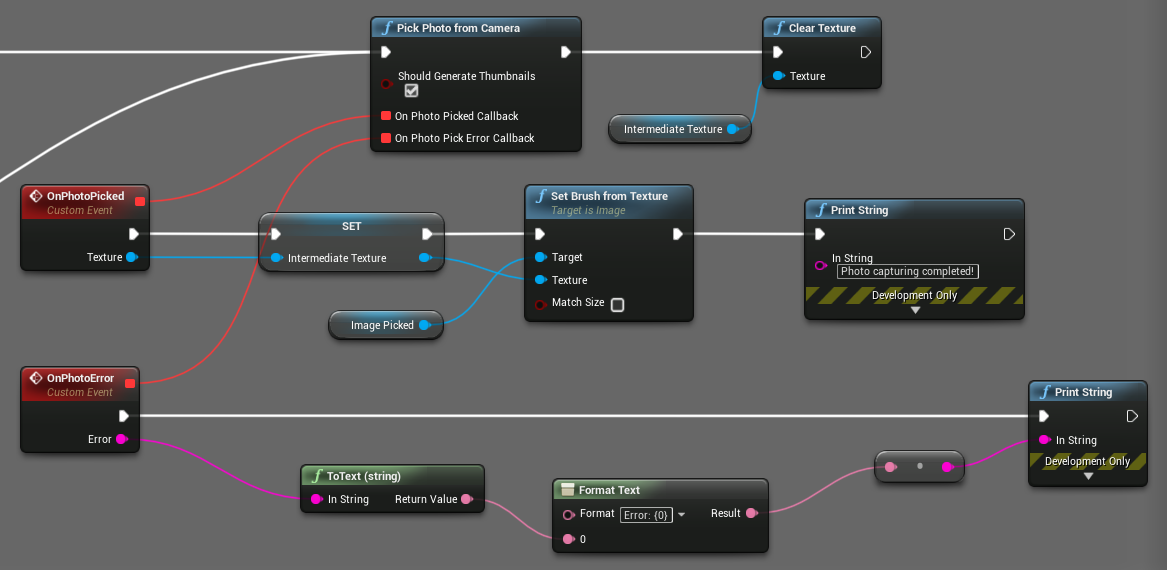 Pick Photo from Camera
Should Generate Thumbnails
On Photo Picked Callback
On Photo Pick Error Callback
Clear Texture
Texture
Intermediate Texture
OnPhotoPicked
Custom Event
Texture
SET
Intermediate Texture
Set Brush from Texture
Target is Image
Target
Texture
Match Size
Image Picked
Print String
In String
Photo capturing completed!
Development Only
OnPhotoError
Custom Event
Error
ToText (string)
In String Return Value
Format Text
Format Error: {0} Result
0
Print String
In String
Development Only